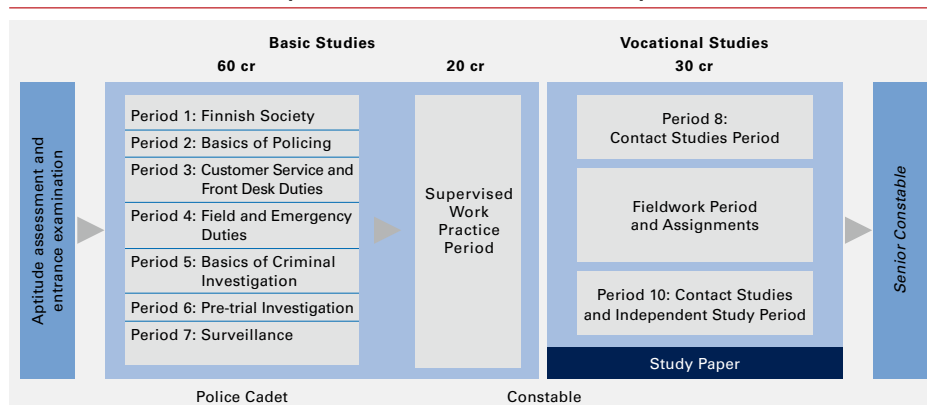 Basic Studies
60 cr
20 cr
Vocational Studies
30 cr
Aptitude assessment and
entrance examination
Period 1: Finnish Society
Period 2: Basics of Policing
Period 3: Customer Service and
Front Desk Duties
Period 4: Field and Emergency
Duties
Period 5: Basics of Criminal
Investigation
Period 6: Pre-trial Investigation
Period 7: Surveillance
Supervised
Work
Practice
Period
Period 8:
Contact Studies Period
Fieldwork Period
and Assignments
Period 10: Contact Studies
and Independent Study Period
Study Paper
Senior Constable
Police Cadet
Constable